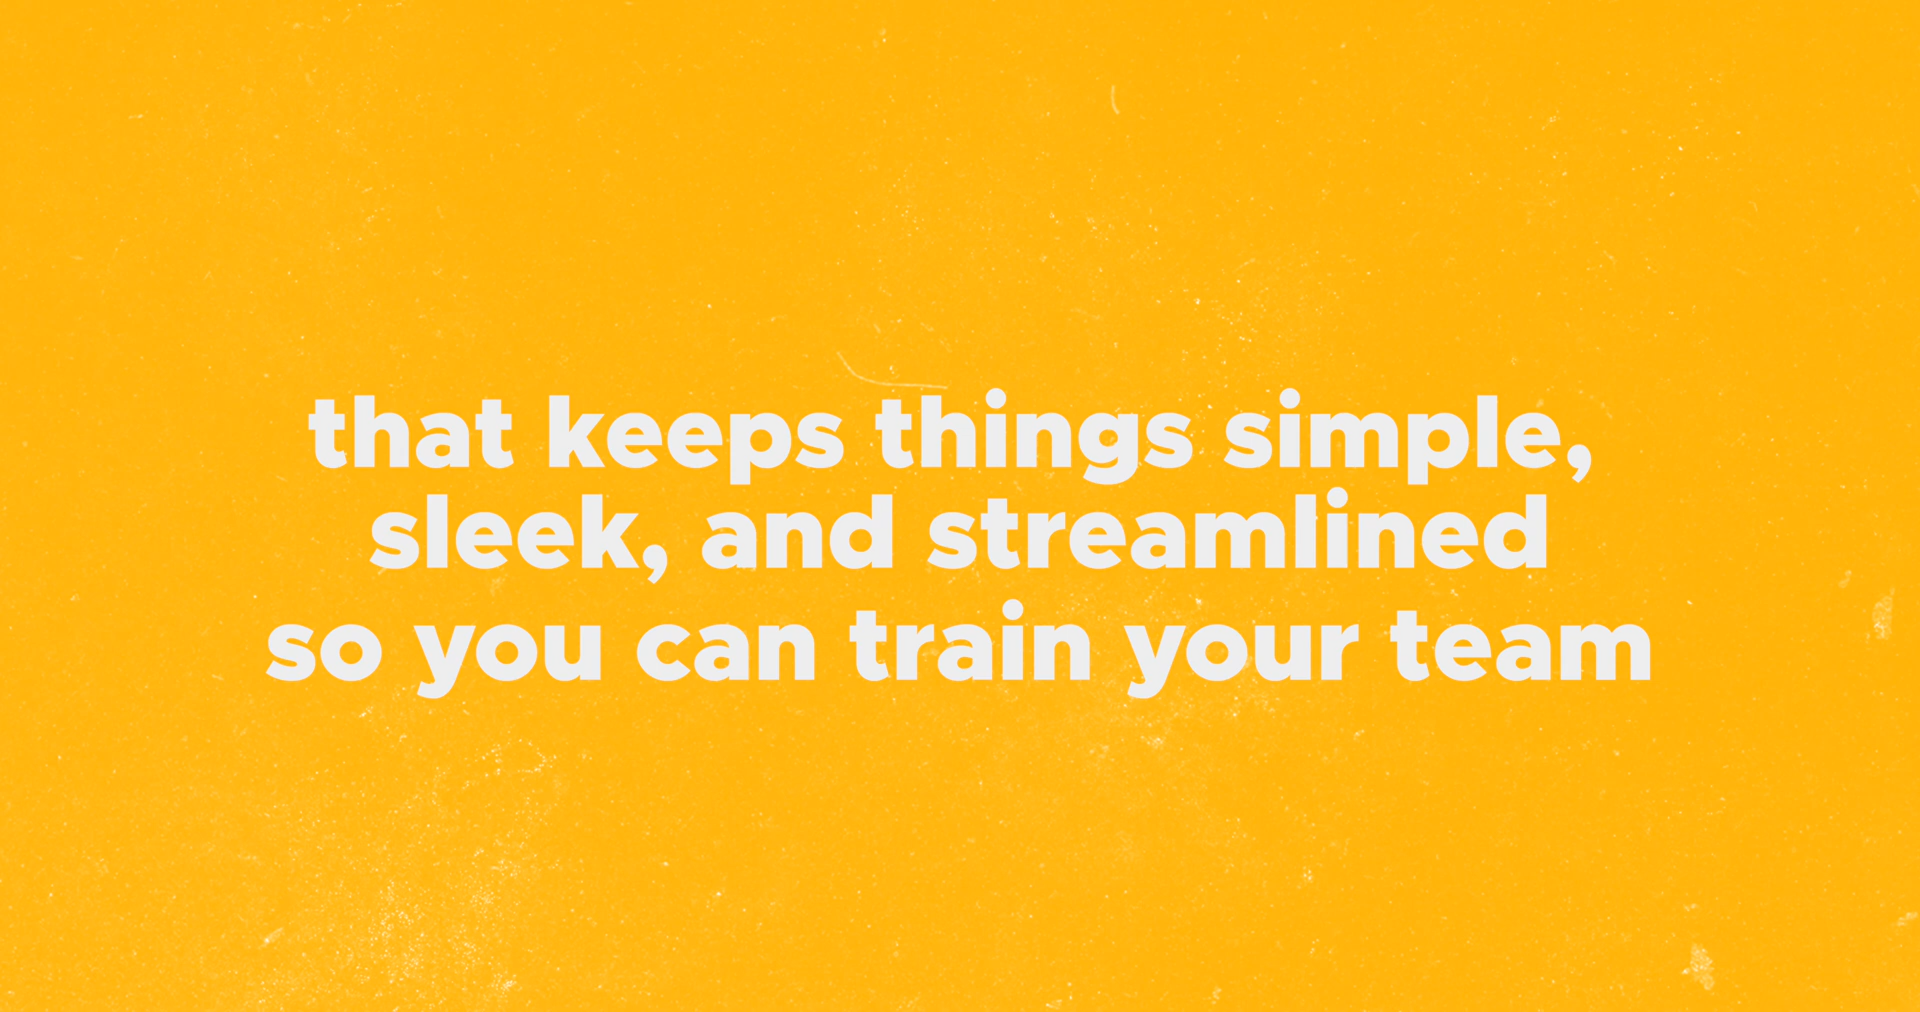 that keeps things simple,
sleek, and streamlined
so you can train your team